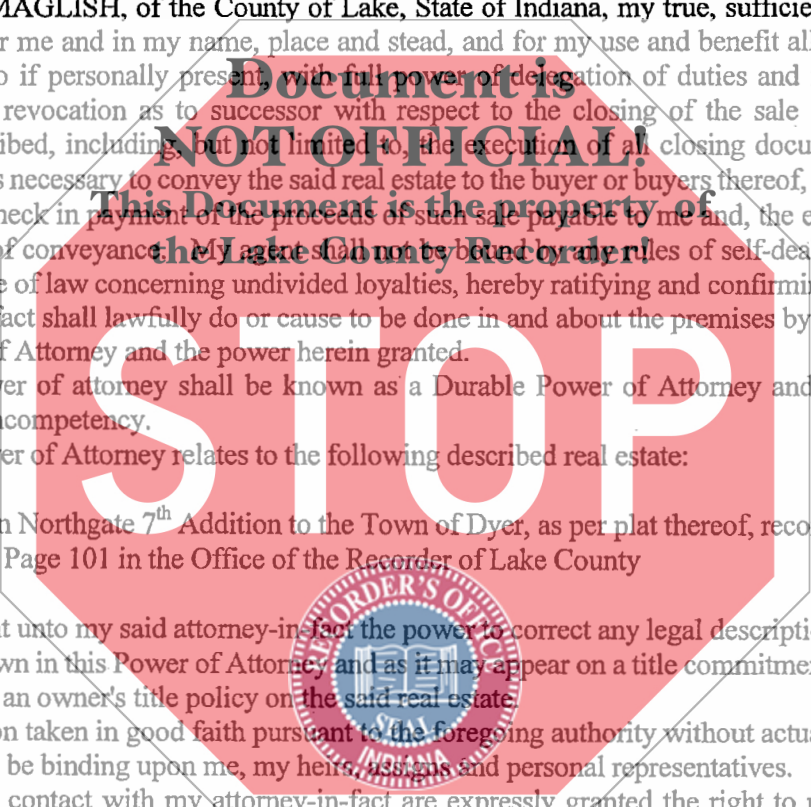 MAGLISH, of the County of Lake, State of Indiana, my true, sufficie
r me and in my name, place and stead, and for my use and benefit al
o if personally present, with full power of delegation of duties and
Document is
revocation as to successor with respect to the closing of the sale
ibed, including, but not limited to, the execution of all closing docu
NOT OFFICIAL!
s necessary to convey the said real estate to the buyer or buyers thereof,
This Document is the property of
neck in payment of the proceeds of such sale payable to me and, the
of conveyance. My agent shall not be bound by any rules of self-dea
the Lake County Recorder!
e of law concerning undivided loyalties, hereby ratifying and confirmi
act shall lawfully do or cause to be done in and about the premises by
f Attorney and the power herein granted.
er of attorney shall be known as a Durable Power of Attorney and
competency.
er of Attorney relates to the following described real estate:
STOP
n Northgate 7th Addition to the Town of Dyer, as per plat thereof, reco
Page 101 in the Office of the Recorder of Lake County
RECORDER'S OFFICE
t unto my said attorney-in-fact the power to correct any legal descripti
wn in this Power of Attorney and as it may appear on a title commitme
an owner's title policy on the said real estate.
SEAL
on taken in good faith pursuant to the foregoing authority without actu
INDIANA
be binding upon me, my heirs, assigns and personal representatives.
contact with my attorney-in-fact are expressly granted the right to